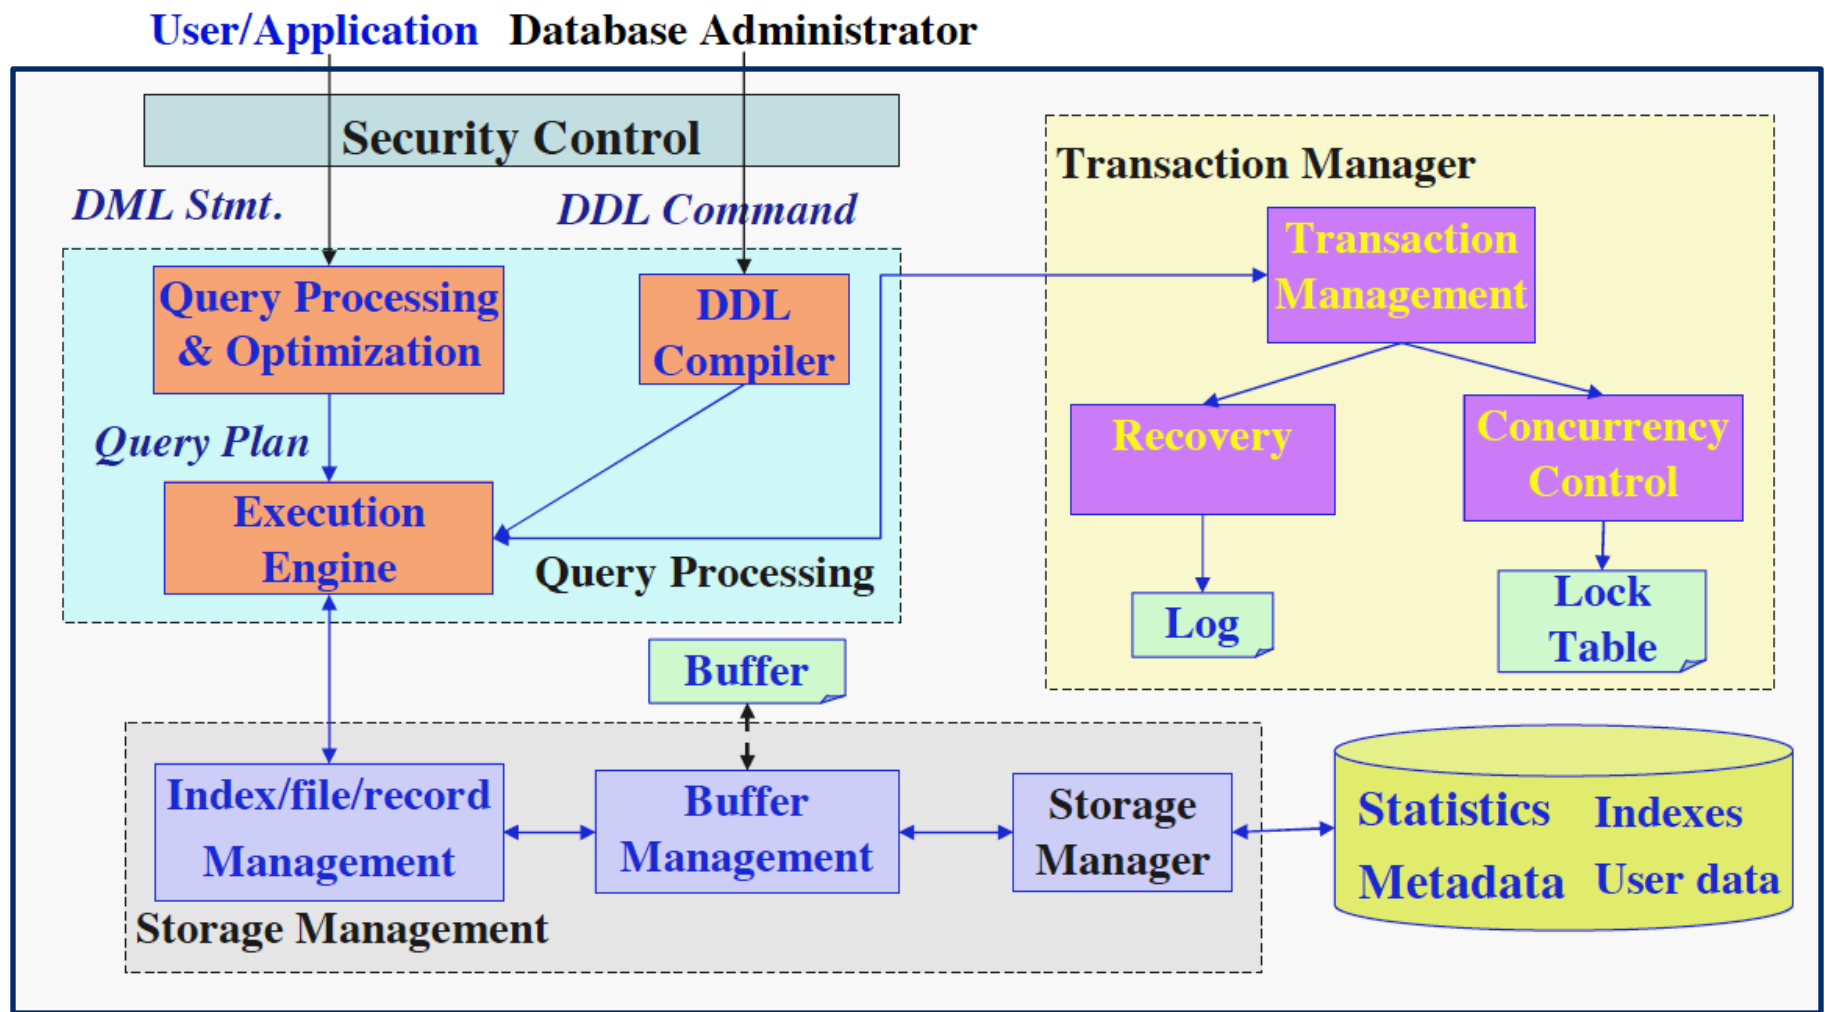 User/Application Database Administrator
Security Control
DML Stmt.
DDL Command
Transaction Manager
Transaction
Management
Query Processing
& Optimization
DDL
Compiler
Query Plan
Recovery
Concurrency
Control
Execution
Engine
Query Processing
Log
Lock
Table
Buffer
Index/file/record
Management
Buffer
Management
Storage
Manager
Statistics Indexes
Metadata User data
Storage Management